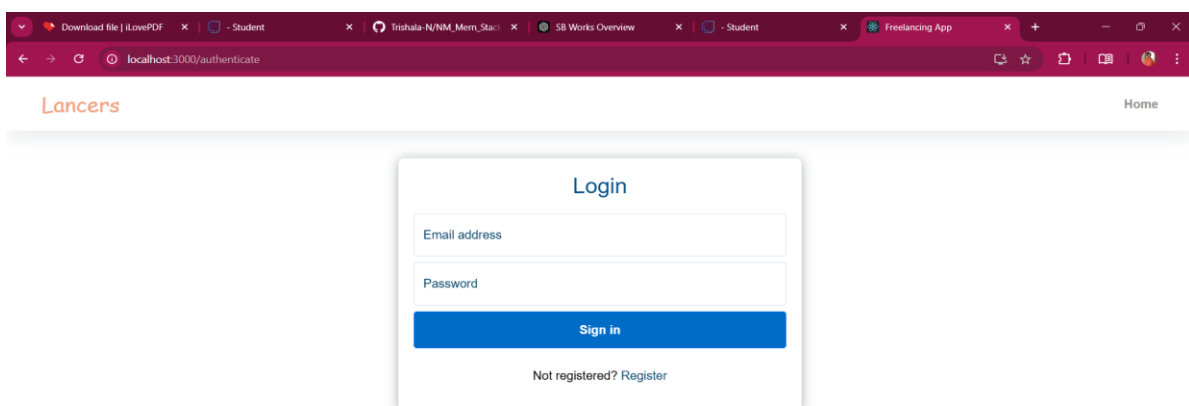 Download file | iLovePDF
- Student
Trishala-N/NM_Mern_Stac
SB Works Overview
- Student
Freelancing App
localhost:3000/authenticate
Lancers
Home
Login
Email address
Password
Sign in
Not registered? Register